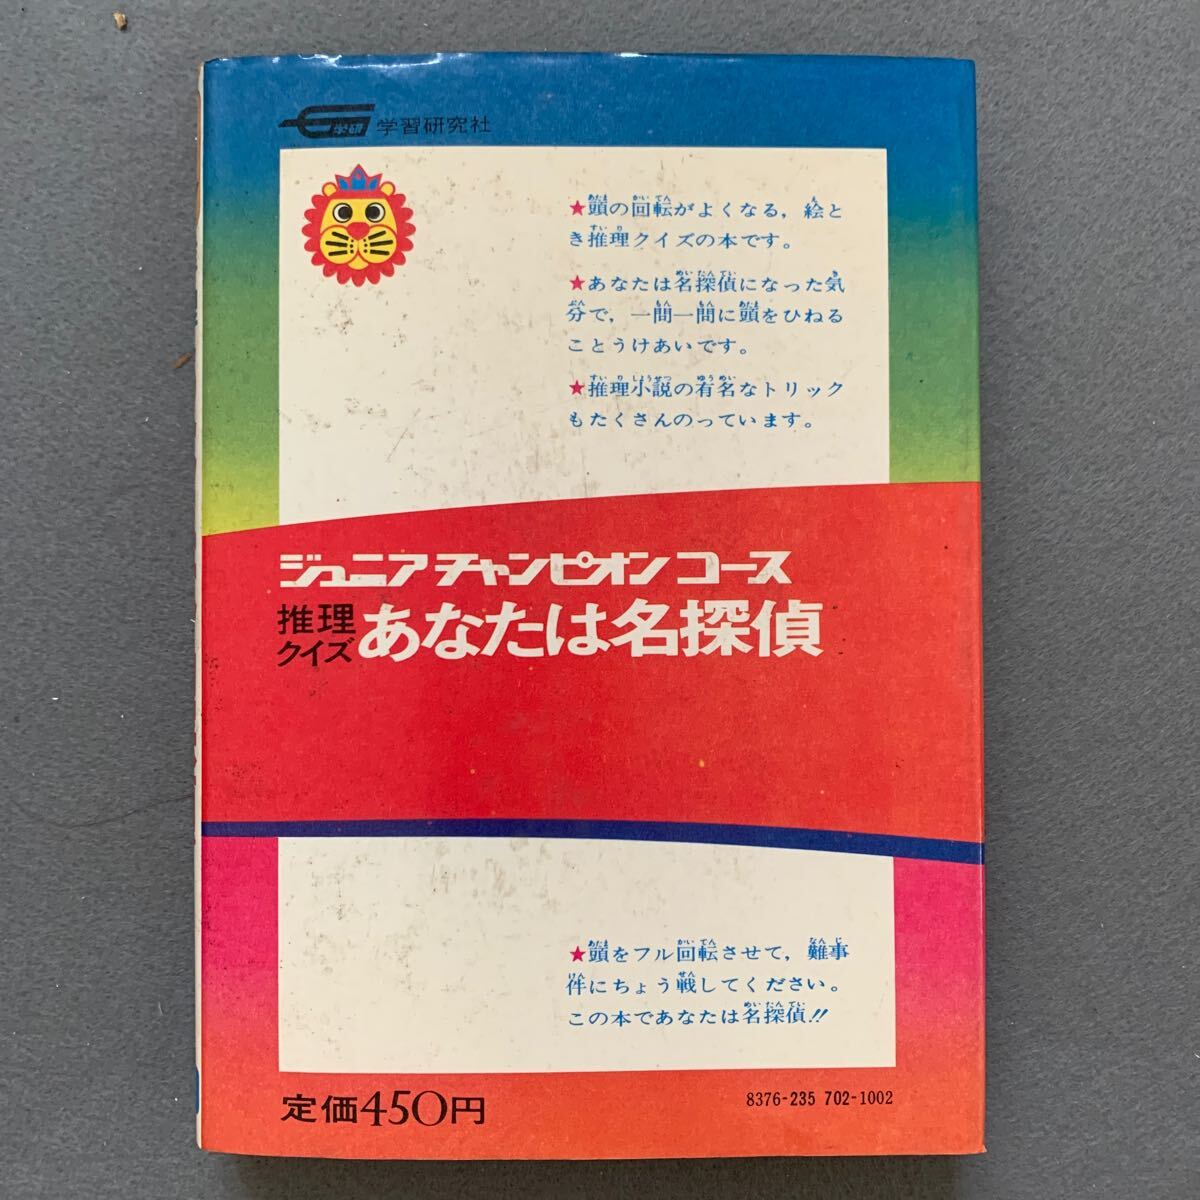 学研 学習研究社
★頭の回転がよくなる，絵と
き推理クイズの本です。
★あなたは名探偵になった気
分で，一問一問に頭をひねる
ことうけあいです。
★推理小説の有名なトリック
もたくさんのっています。
ジュニアチャンピオンコース
推理クイズ あなたは名探偵
★頭をフル回転させて，難事
件にちょう戦してください。
この本であなたは名探偵!!
定価450円
8376-235 702-1002